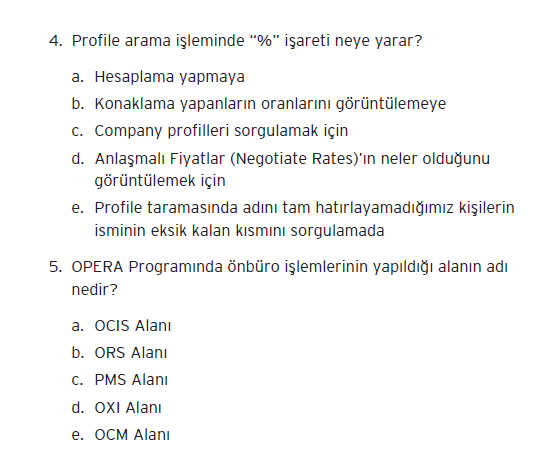 4. Profile arama işleminde “%” işareti neye yarar?
a. Hesaplama yapmaya
b. Konaklama yapanların oranlarını görüntülemeye
c. Company profilleri sorgulamak için
d. Anlaşmalı Fiyatlar (Negotiate Rates)’ın neler olduğunu
görüntülemek için
e. Profile taramasında adını tam hatırlayamadığımız kişilerin
isminin eksik kalan kısmını sorgulamada
5. OPERA Programında önbüro işlemlerinin yapıldığı alanın adı
nedir?
a. OCIS Alanı
b. ORS Alanı
c. PMS Alanı
d. OXI Alanı
e. OCM Alanı